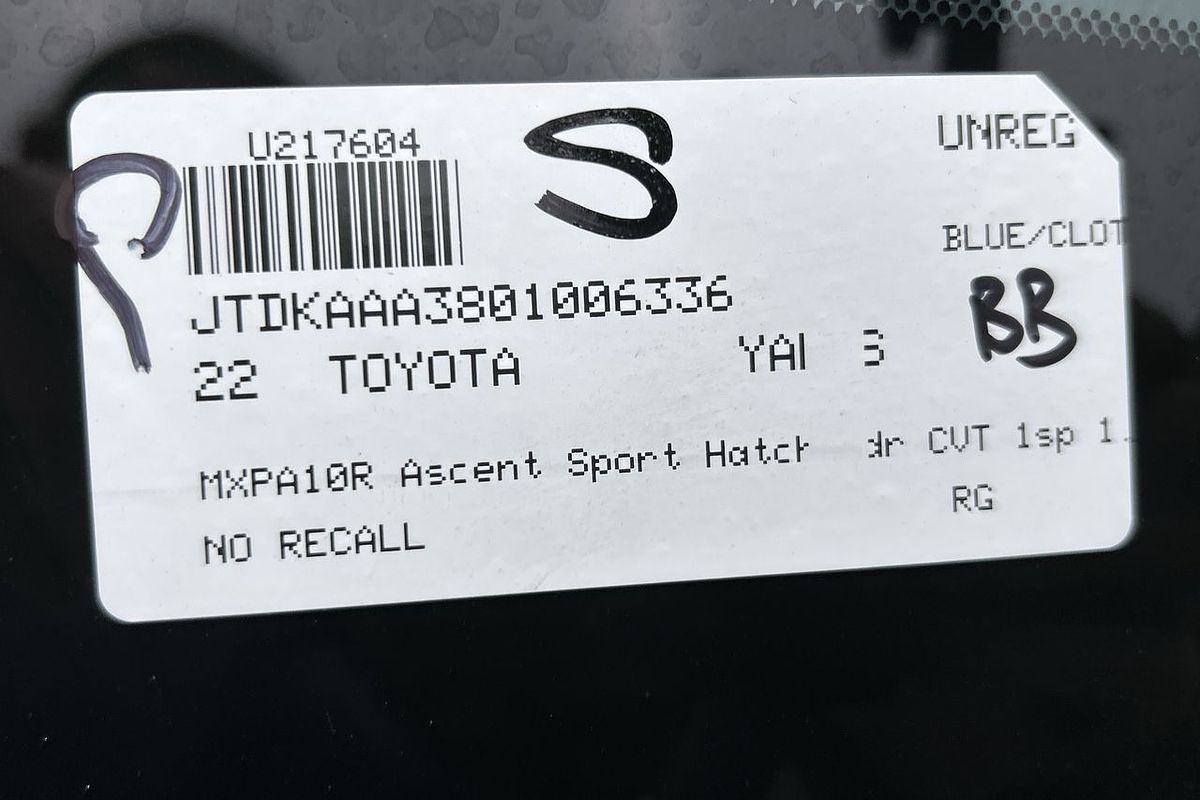 U217604
S
UNREG
P
BLUE/CLOT
JTDKAAA3801006336
BB
22 TOYOTA YAI S
MXPA10R Ascent Sport Hatch dr CVT 1sp 1.
RG
NO RECALL